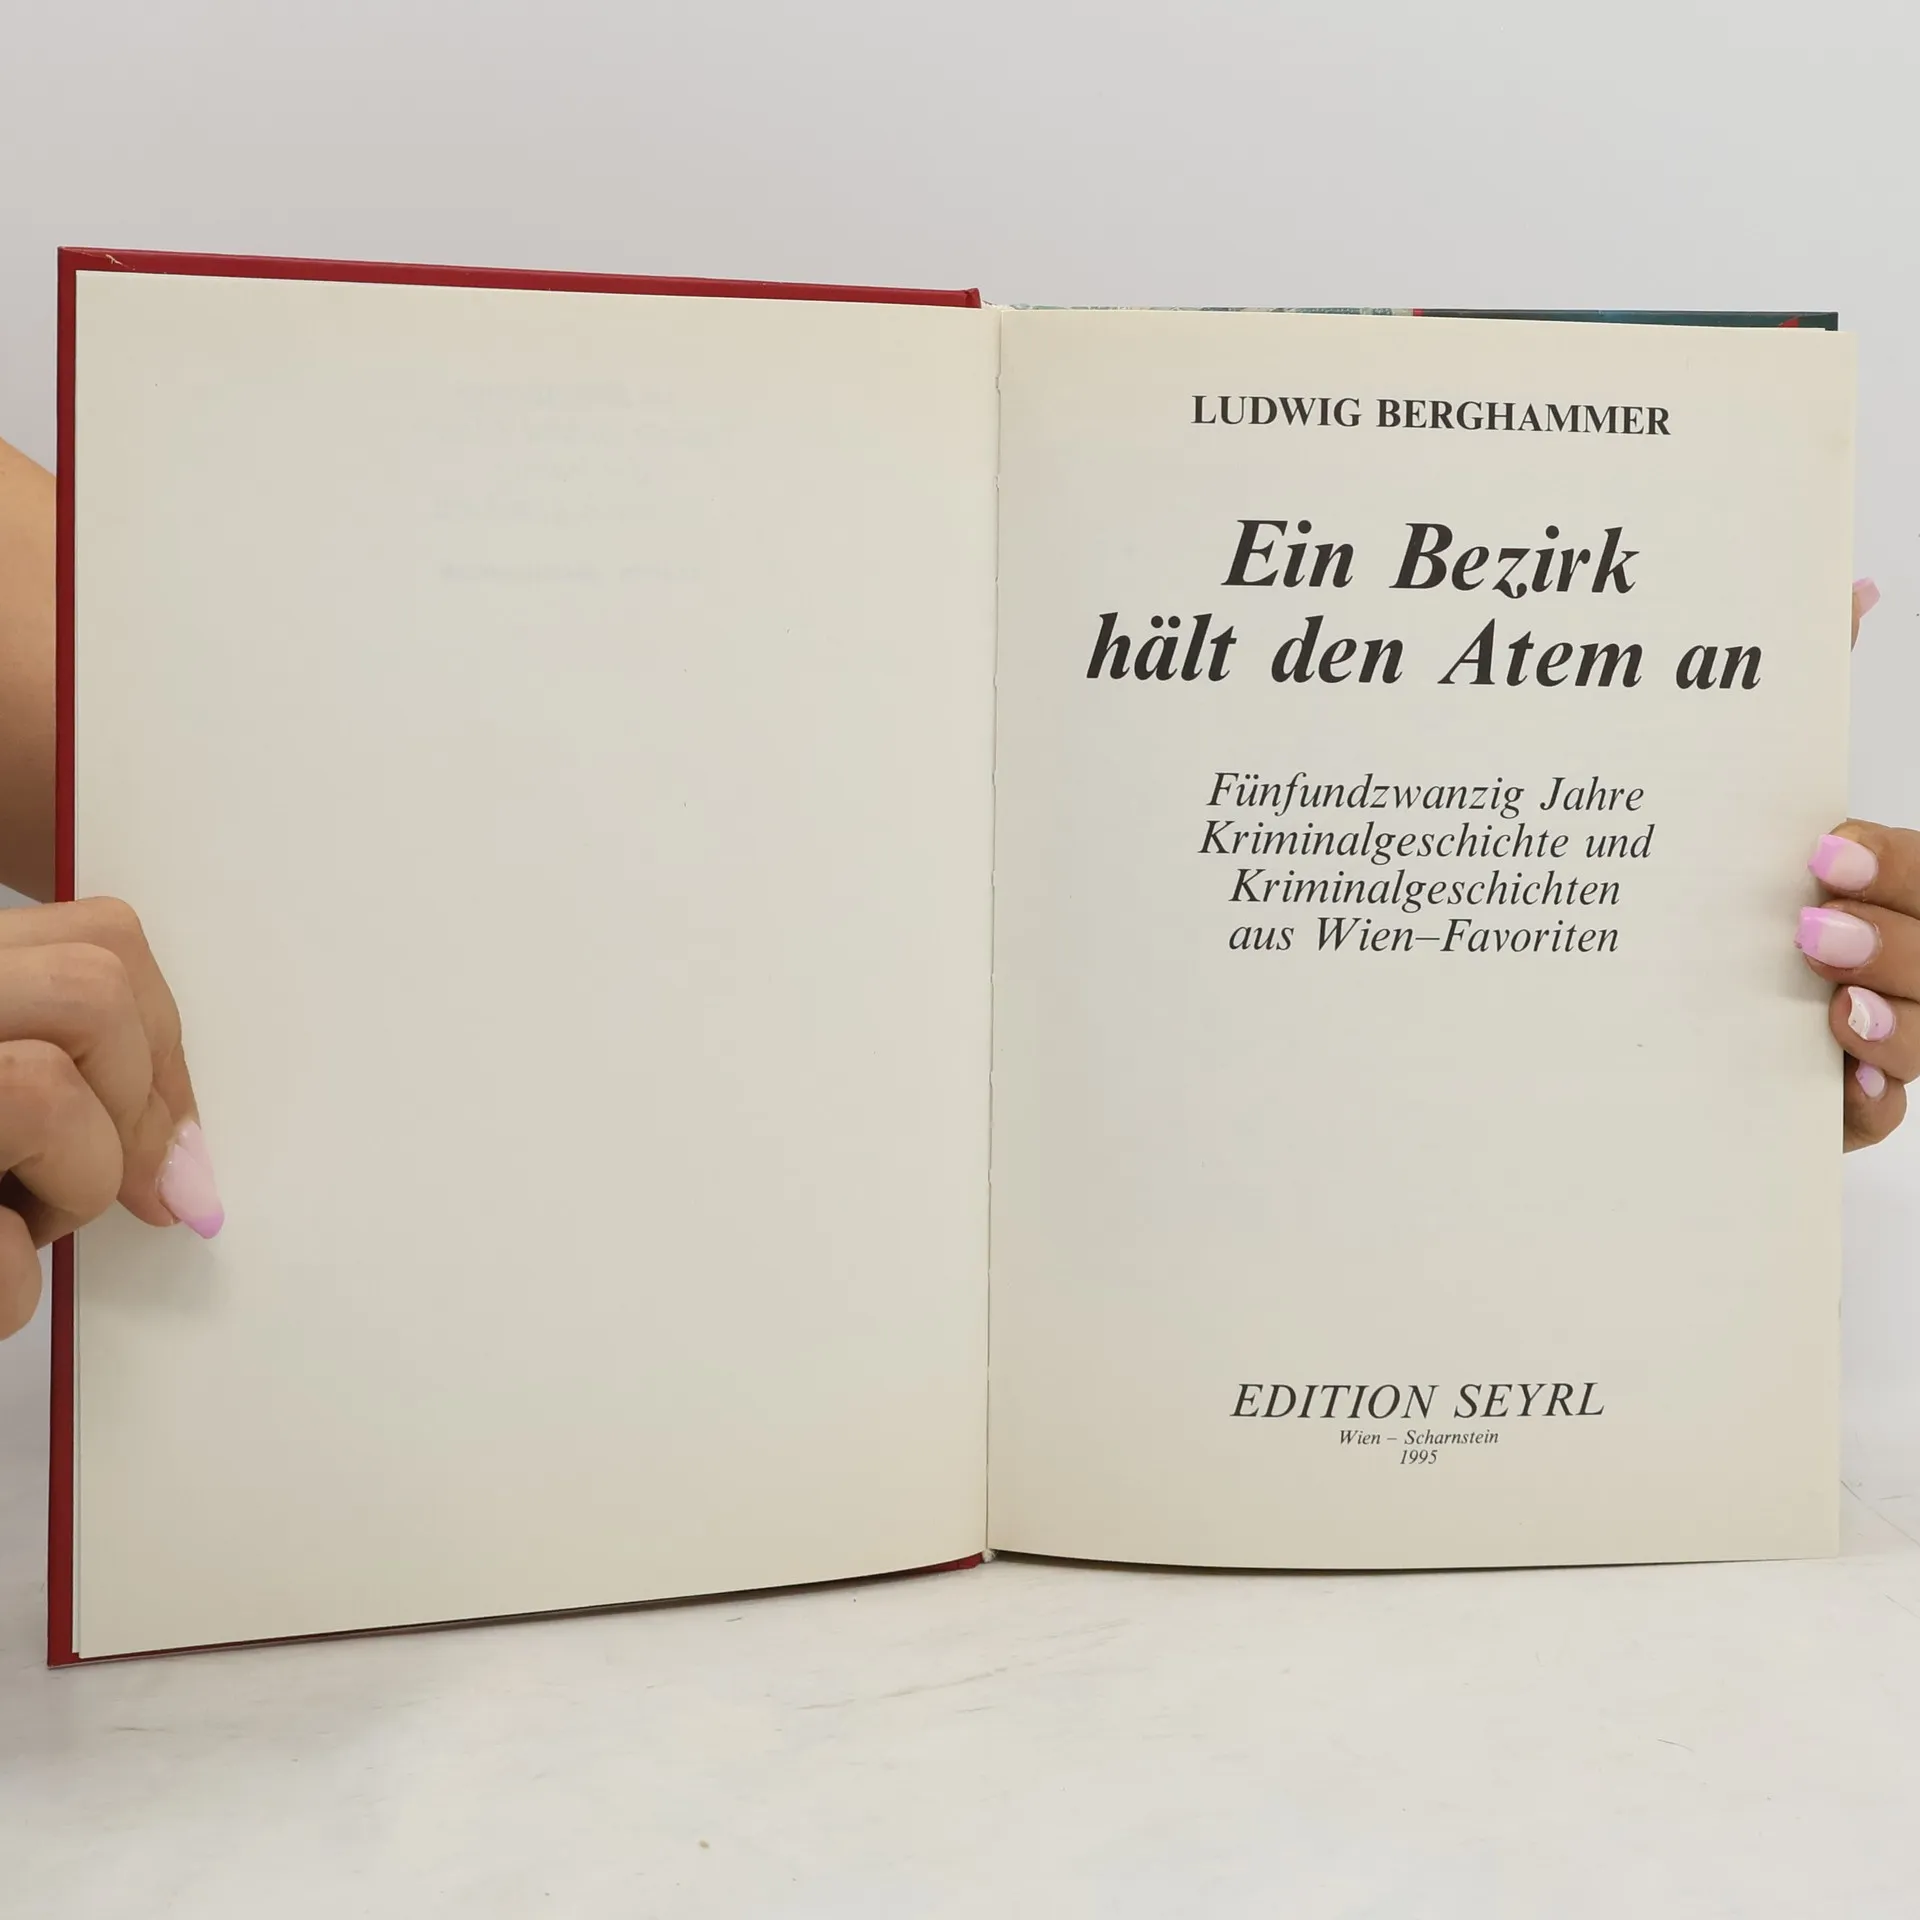 LUDWIG BERGHAMMER
Ein Bezirk
hält den Atem an
Fünfundzwanzig Jahre
Kriminalgeschichte und
Kriminalgeschichten
aus Wien–Favoriten
EDITION SEYRL
Wien – Scharnstein
1995